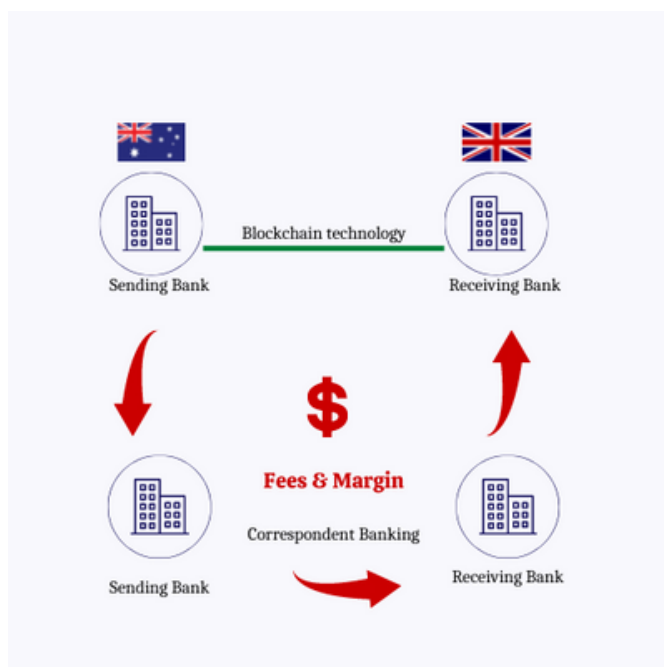 Blockchain technology
Sending Bank
Receiving Bank
$
Fees & Margin
Correspondent Banking
Sending Bank
Receiving Bank